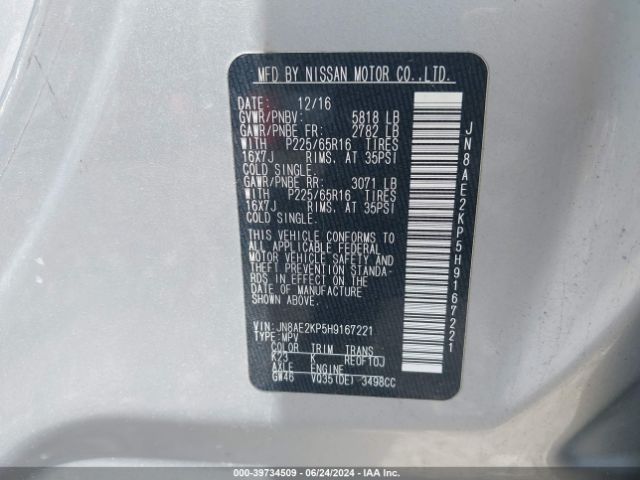 MFD BY NISSAN MOTOR CO.,LTD.
DATE: 12/16
GVWR/PNBV: 5818 LB
GAWR/PNBE FR: 2782 LB
WITH P225/65R16 TIRES
16X7J RIMS, AT 35PSI
COLD SINGLE.
GAWR/PNBE RR: 3071 LB
WITH P225/65R16 TIRES
16X7J RIMS, AT 35PSI
COLD SINGLE.
THIS VEHICLE CONFORMS TO
ALL APPLICABLE FEDERAL
MOTOR VEHICLE SAFETY AND
THEFT PREVENTION STANDA-
RDS IN EFFECT ON THE
DATE OF MANUFACTURE
SHOWN ABOVE.
VIN:JN8AE2KP5H9167221
TYPE:MPV
COLOR TRIM TRANS
K23 K RE0F10J
AXLE ENGINE
GW46 VQ35(DE) 3498CC
JN8AE2KP5H9167221
000-39734509 - 06/24/2024 - IAA Inc.